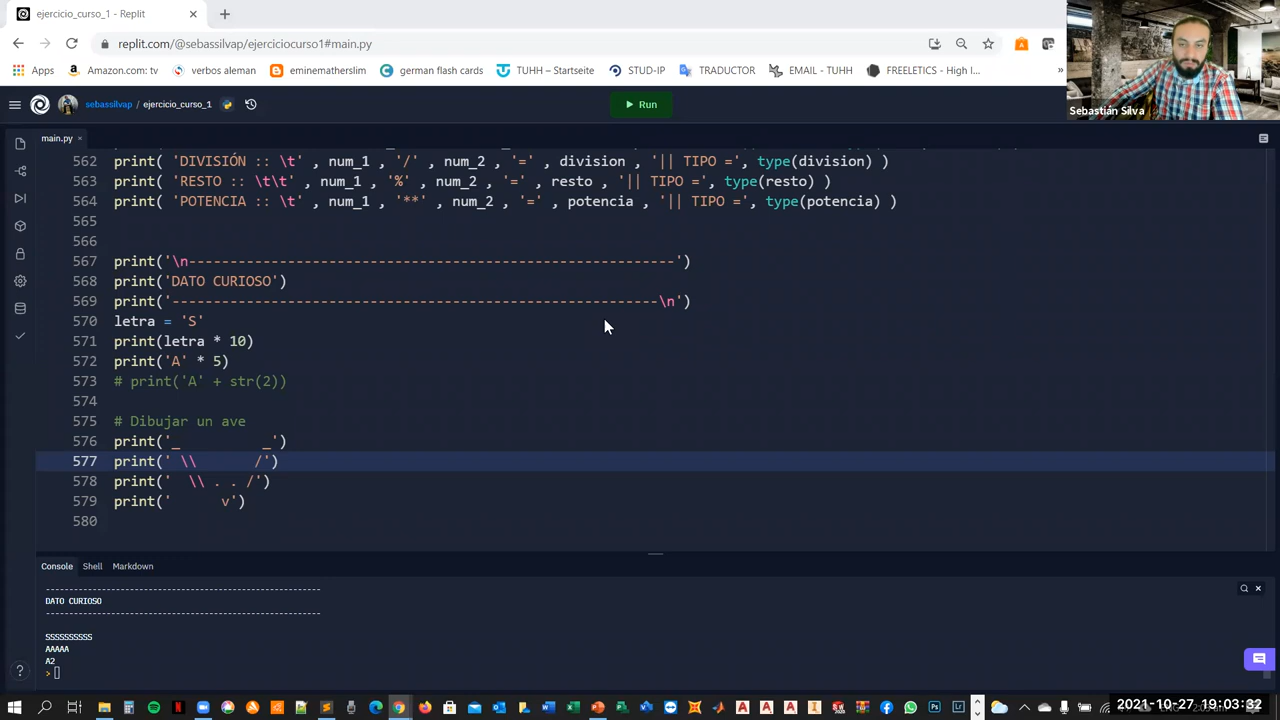 ejercicio_curso_1 - Replit
replit.com/@sebassilvap/ejerciciocurso1#main.py
Apps Amazon.com: tv verbos aleman eminematherslim german flash cards TUHH – Startseite STUD-IP TRADUCTOR EMAIL - TUHH FREELETICS - High I... »
Sebastián Silva
sebassilvap / ejercicio_curso_1
Run
main.py
562 print( 'DIVISIÓN :: \t' , num_1 , '/' , num_2 , '=' , division , '|| TIPO =', type(division) )
563 print( 'RESTO :: \t\t' , num_1 , '%' , num_2 , '=' , resto , '|| TIPO =', type(resto) )
564 print( 'POTENCIA :: \t' , num_1 , '**' , num_2 , '=' , potencia , '|| TIPO =', type(potencia) )
565
566
567 print('\n-----------------------------------------------------------')
568 print('DATO CURIOSO')
569 print('-----------------------------------------------------------\n')
570 letra = 'S'
571 print(letra * 10)
572 print('A' * 5)
573 # print('A' + str(2))
574
575 # Dibujar un ave
576 print('_          _')
577 print(' \\       /')
578 print('  \\ . . /')
579 print('      v')
580
Console Shell Markdown
-----------------------------------------------------------
DATO CURIOSO
-----------------------------------------------------------
SSSSSSSSSS
AAAAA
A2
>
2021-10-27 19:03:32